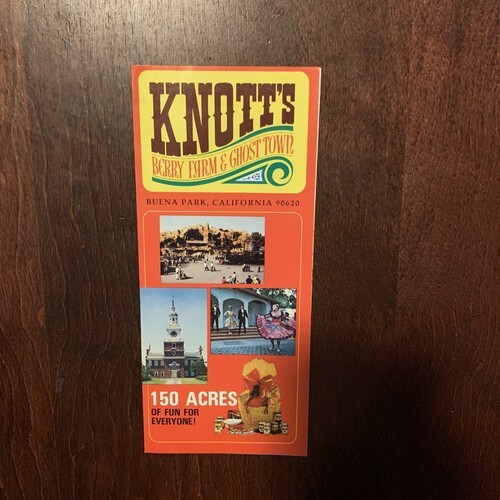 KNOTT'S
BERRY FARM & GHOST TOWN
BUENA PARK, CALIFORNIA 90620
150 ACRES
OF FUN FOR
EVERYONE!